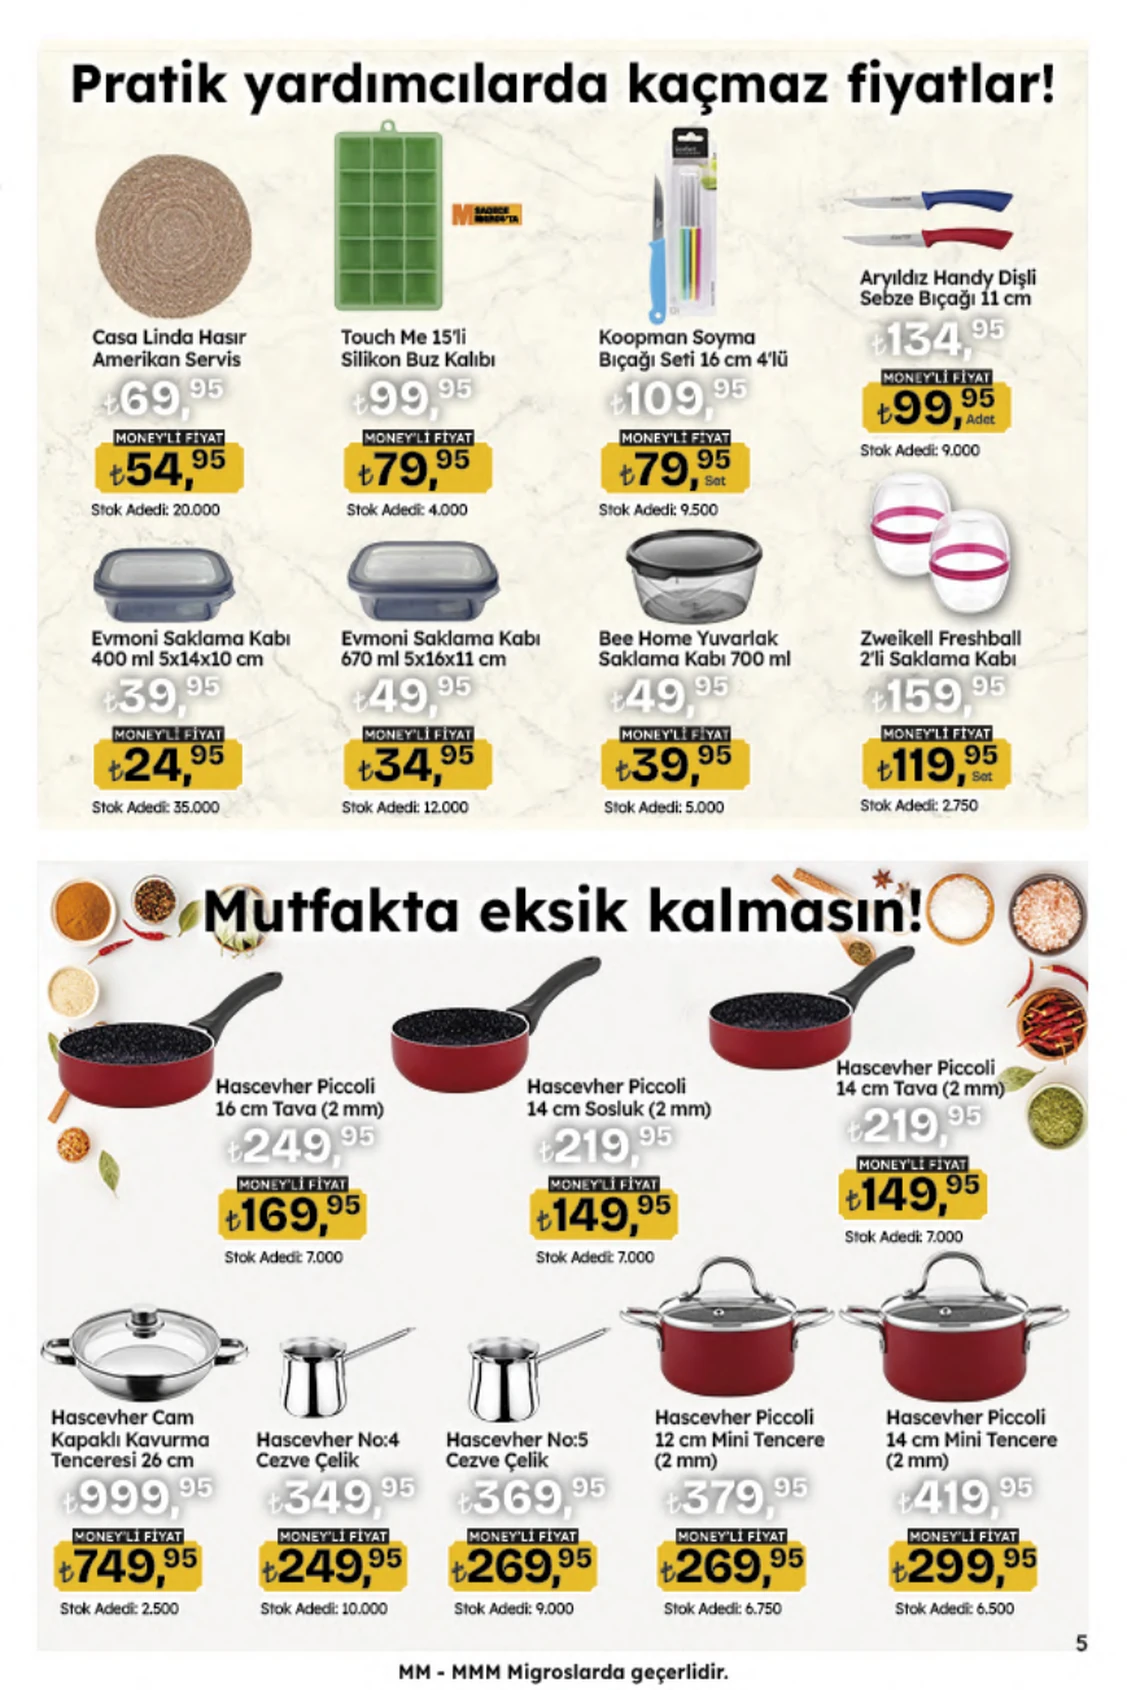 Pratik yardımcılarda kaçmaz fiyatlar!
M SADECE
MİGROS'TA
Casa Linda Hasır
Amerikan Servis
₺69,95
MONEY'Lİ FİYAT
₺54,95
Stok Adedi: 20.000
Touch Me 15'li
Silikon Buz Kalıbı
₺99,95
MONEY'Lİ FİYAT
₺79,95
Stok Adedi: 4.000
Koopman Soyma
Bıçağı Seti 16 cm 4'lü
₺109,95
MONEY'Lİ FİYAT
₺79,95
Set
Stok Adedi: 9.500
Aryıldız Handy Dişli
Sebze Bıçağı 11 cm
₺134,95
MONEY'Lİ FİYAT
₺99,95
Adet
Stok Adedi: 9.000
Evmoni Saklama Kabı
400 ml 5x14x10 cm
₺39,95
MONEY'Lİ FİYAT
₺24,95
Stok Adedi: 35.000
Evmoni Saklama Kabı
670 ml 5x16x11 cm
₺49,95
MONEY'Lİ FİYAT
₺34,95
Stok Adedi: 12.000
Bee Home Yuvarlak
Saklama Kabı 700 ml
₺49,95
MONEY'Lİ FİYAT
₺39,95
Stok Adedi: 5.000
Zweikell Freshball
2'li Saklama Kabı
₺159,95
MONEY'Lİ FİYAT
₺119,95
Set
Stok Adedi: 2.750
Mutfakta eksik kalmasın!
Hascevher Piccoli
16 cm Tava (2 mm)
₺249,95
MONEY'Lİ FİYAT
₺169,95
Stok Adedi: 7.000
Hascevher Piccoli
14 cm Sosluk (2 mm)
₺219,95
MONEY'Lİ FİYAT
₺149,95
Stok Adedi: 7.000
Hascevher Piccoli
14 cm Tava (2 mm)
₺219,95
MONEY'Lİ FİYAT
₺149,95
Stok Adedi: 7.000
Hascevher Cam
Kapaklı Kavurma
Tenceresi 26 cm
₺999,95
MONEY'Lİ FİYAT
₺749,95
Stok Adedi: 2.500
Hascevher No:4
Cezve Çelik
₺349,95
MONEY'Lİ FİYAT
₺249,95
Stok Adedi: 10.000
Hascevher No:5
Cezve Çelik
₺369,95
MONEY'Lİ FİYAT
₺269,95
Stok Adedi: 9.000
Hascevher Piccoli
12 cm Mini Tencere
(2 mm)
₺379,95
MONEY'Lİ FİYAT
₺269,95
Stok Adedi: 6.750
Hascevher Piccoli
14 cm Mini Tencere
(2 mm)
₺419,95
MONEY'Lİ FİYAT
₺299,95
Stok Adedi: 6.500
5
MM - MMM Migroslarda geçerlidir.